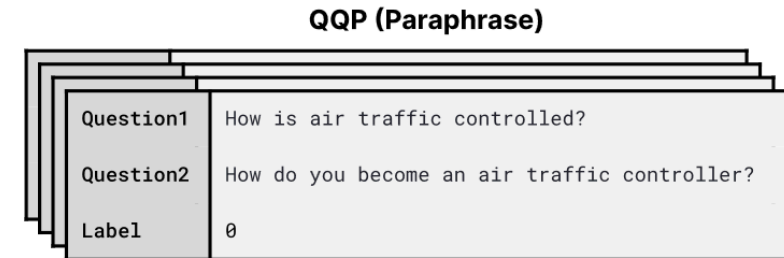 QQP (Paraphrase)
Question1 How is air traffic controlled?
Question2 How do you become an air traffic controller?
Label 0